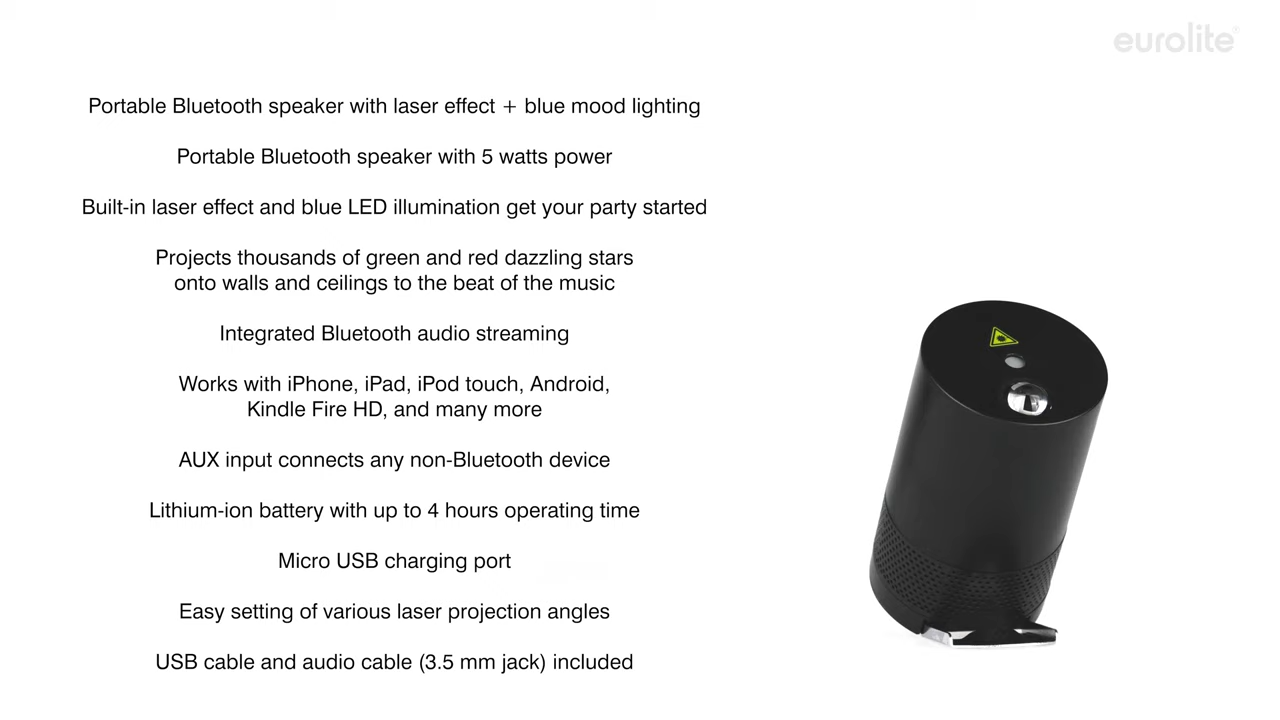 eurolite®
Portable Bluetooth speaker with laser effect + blue mood lighting
Portable Bluetooth speaker with 5 watts power
Built-in laser effect and blue LED illumination get your party started
Projects thousands of green and red dazzling stars
onto walls and ceilings to the beat of the music
Integrated Bluetooth audio streaming
Works with iPhone, iPad, iPod touch, Android,
Kindle Fire HD, and many more
AUX input connects any non-Bluetooth device
Lithium-ion battery with up to 4 hours operating time
Micro USB charging port
Easy setting of various laser projection angles
USB cable and audio cable (3.5 mm jack) included